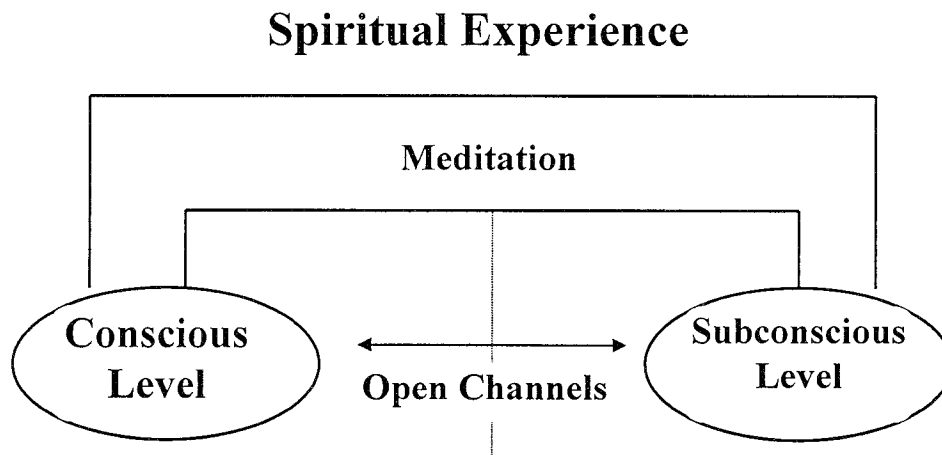 Spiritual Experience
Meditation
Conscious
Level
Open Channels
Subconscious
Level